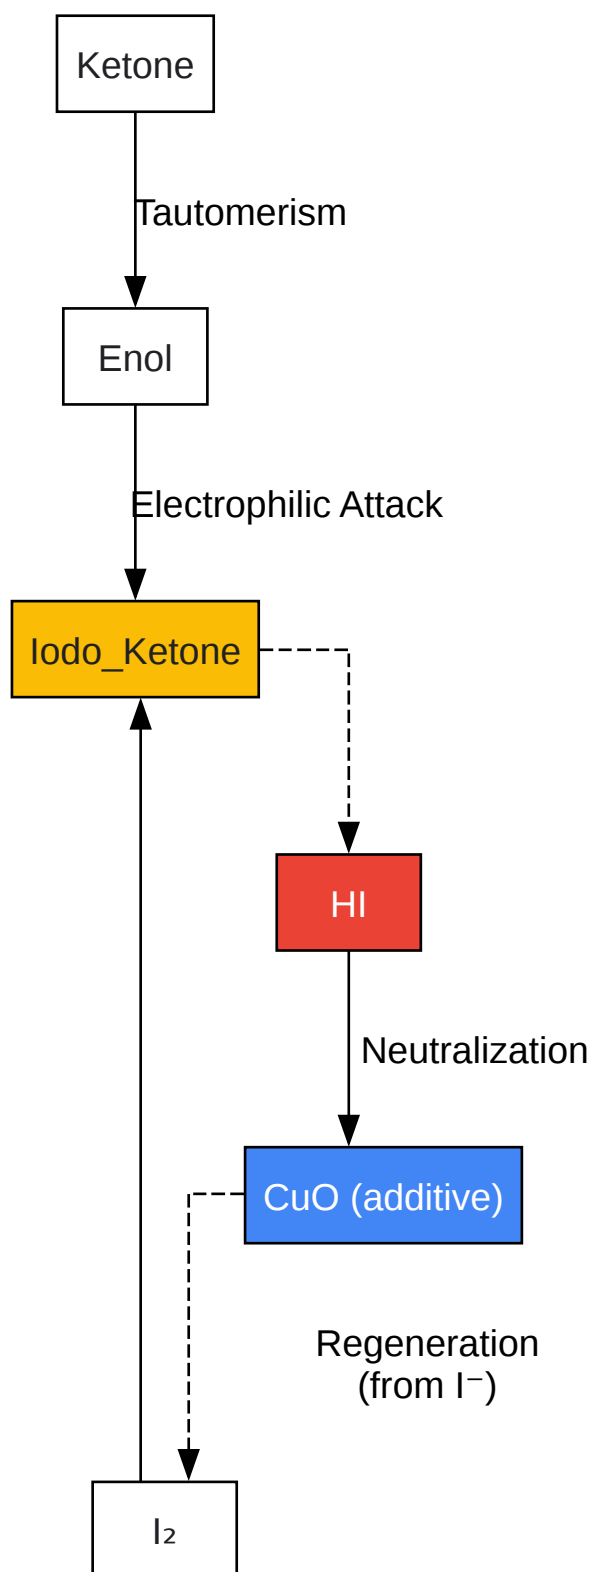 Ketone
Tautomerism
Enol
Electrophilic Attack
Iodo_Ketone
HI
Neutralization
CuO (additive)
Regeneration
(from I⁻)
I₂